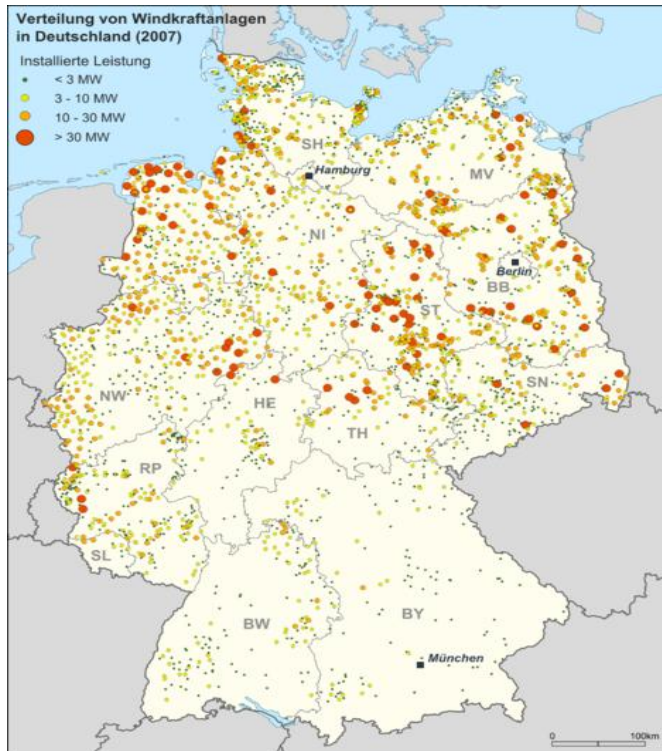 Verteilung von Windkraftanlagen
in Deutschland (2007)
Installierte Leistung
< 3 MW
3 - 10 MW
10 - 30 MW
> 30 MW
SH
Hamburg
MV
NI
Berlin
BB
ST
NW
HE
SN
TH
RP
SL
BW
BY
München
0 100km